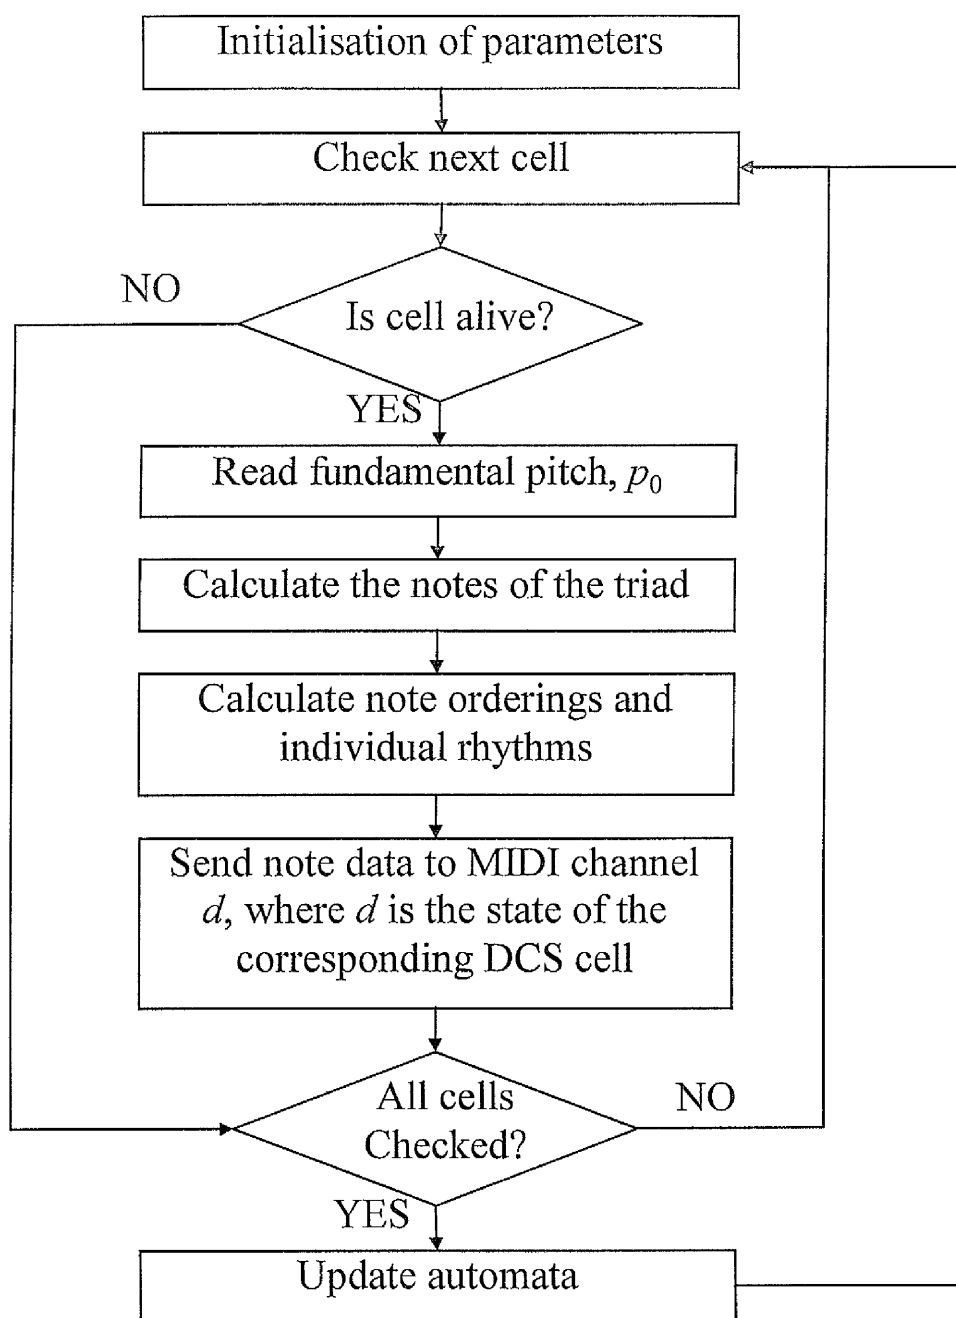 Initialisation of parameters
Check next cell
NO
Is cell alive?
YES
Read fundamental pitch, p₀
Calculate the notes of the triad
Calculate note orderings and
individual rhythms
Send note data to MIDI channel
d, where d is the state of the
corresponding DCS cell
All cells
Checked?
NO
YES
Update automata